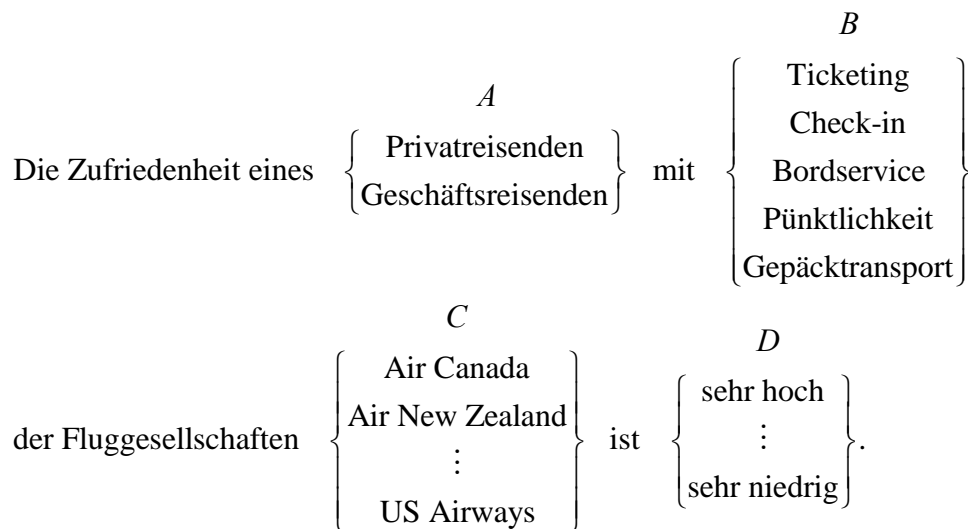 B
A
Ticketing
Check-in
Die Zufriedenheit eines { Privatreisenden Geschäftsreisenden } mit { Bordservice
Pünktlichkeit
Gepäcktransport }
C
D
Air Canada
sehr hoch
Air New Zealand
der Fluggesellschaften { ⋮ } ist { ⋮ }.
US Airways
sehr niedrig